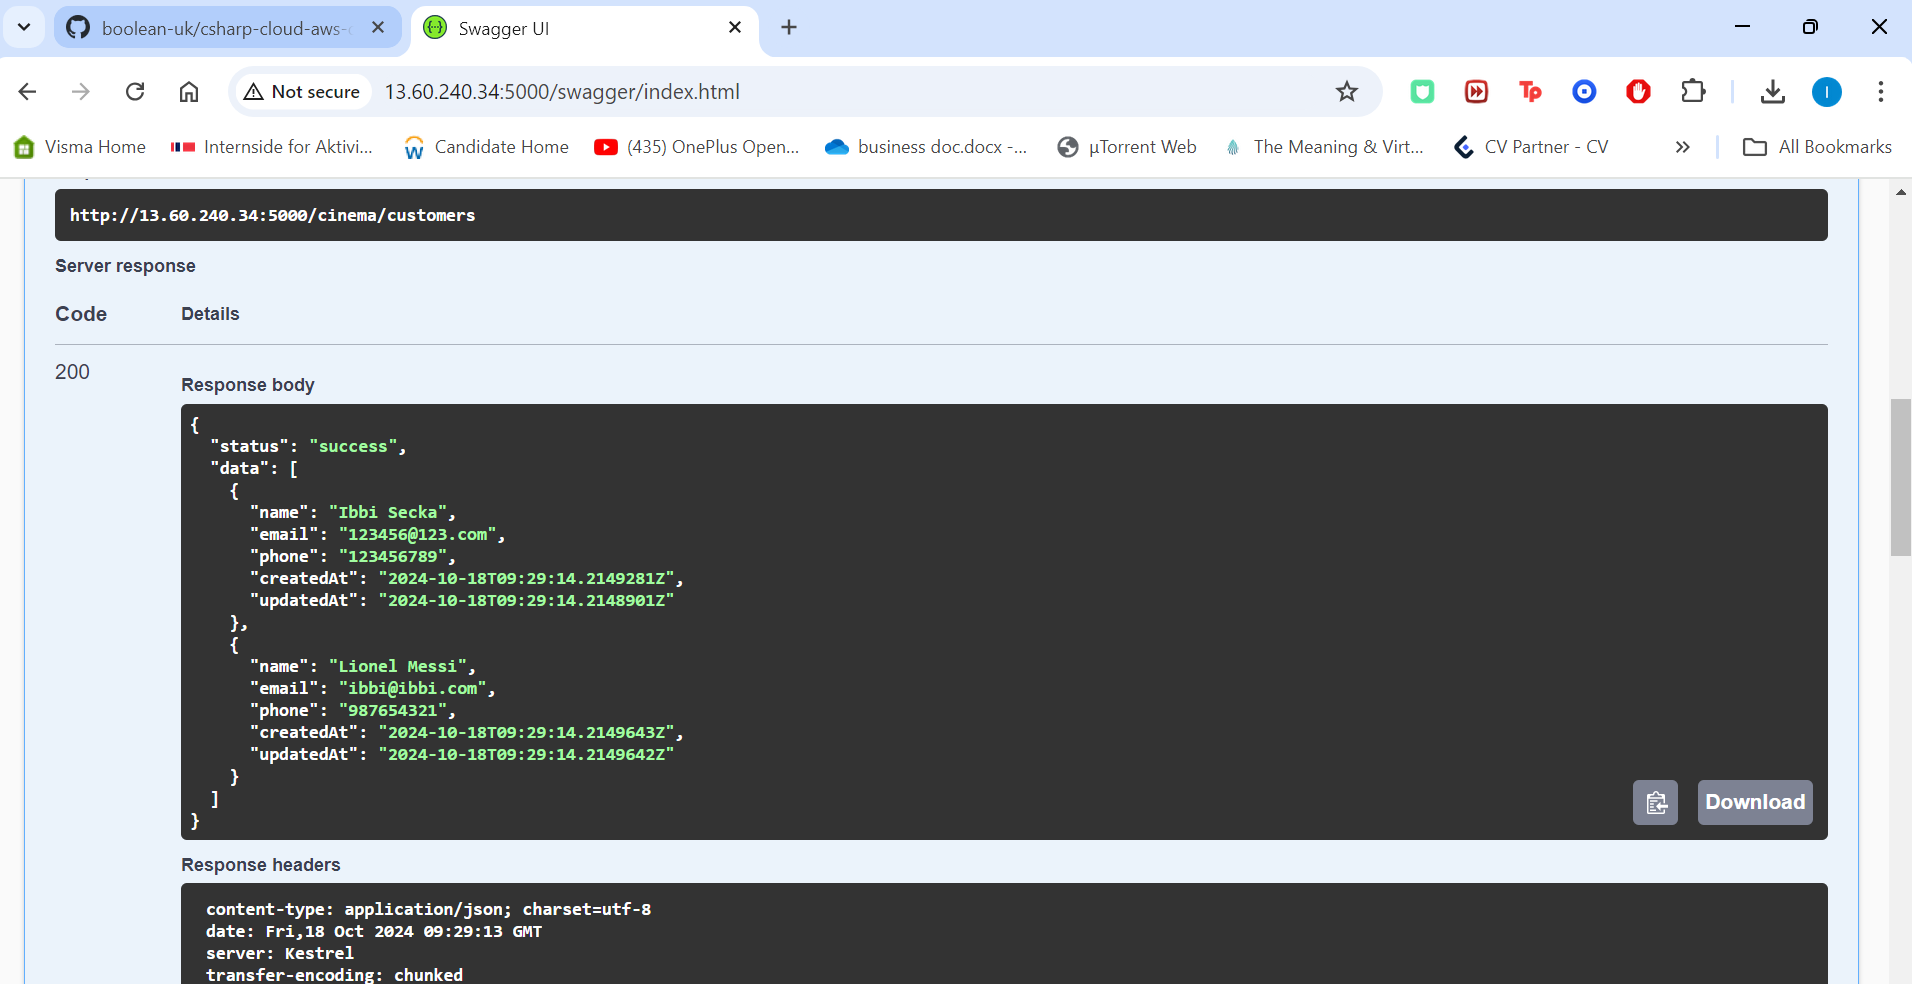 boolean-uk/csharp-cloud-aws-
Swagger UI
Not secure
13.60.240.34:5000/swagger/index.html
Tp
I
Visma Home
Internside for Aktivi...
Candidate Home
(435) OnePlus Open...
business doc.docx -...
µTorrent Web
The Meaning & Virt...
CV Partner - CV
All Bookmarks
http://13.60.240.34:5000/cinema/customers
Server response
Code Details
200
Response body
{
"status": "success",
"data": [
{
"name": "Ibbi Secka",
"email": "123456@123.com",
"phone": "123456789",
"createdAt": "2024-10-18T09:29:14.2149281Z",
"updatedAt": "2024-10-18T09:29:14.2148901Z"
},
{
"name": "Lionel Messi",
"email": "ibbi@ibbi.com",
"phone": "987654321",
"createdAt": "2024-10-18T09:29:14.2149643Z",
"updatedAt": "2024-10-18T09:29:14.2149642Z"
}
]
}
Download
Response headers
content-type: application/json; charset=utf-8
date: Fri,18 Oct 2024 09:29:13 GMT
server: Kestrel
transfer-encoding: chunked